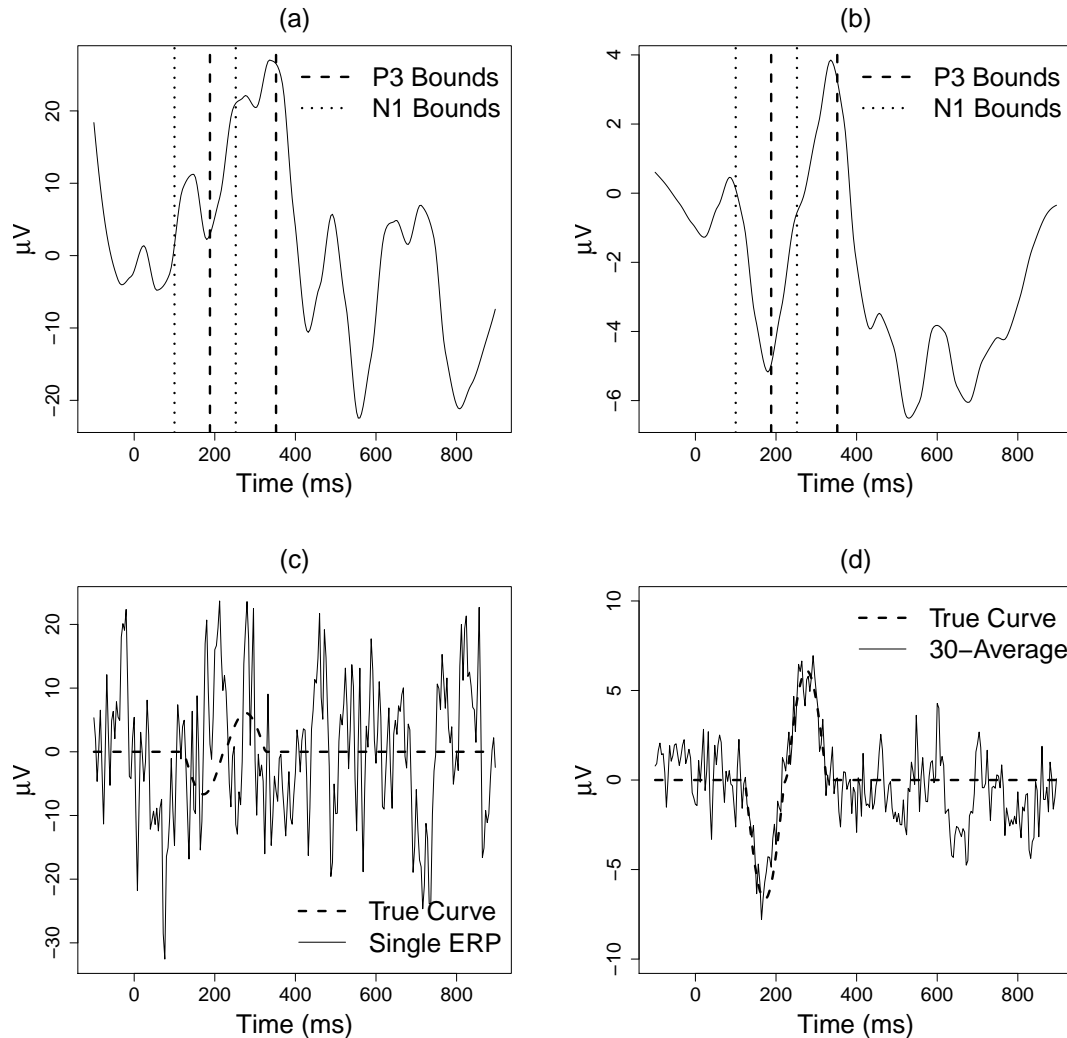 (a)
μV
20
10
0
−10
−20
P3 Bounds
N1 Bounds
0 200 400 600 800
Time (ms)
(b)
μV
4
2
0
−2
−4
−6
P3 Bounds
N1 Bounds
0 200 400 600 800
Time (ms)
(c)
μV
20
10
0
−10
−20
−30
True Curve
Single ERP
0 200 400 600 800
Time (ms)
(d)
μV
10
5
0
−5
−10
True Curve
30−Average
0 200 400 600 800
Time (ms)